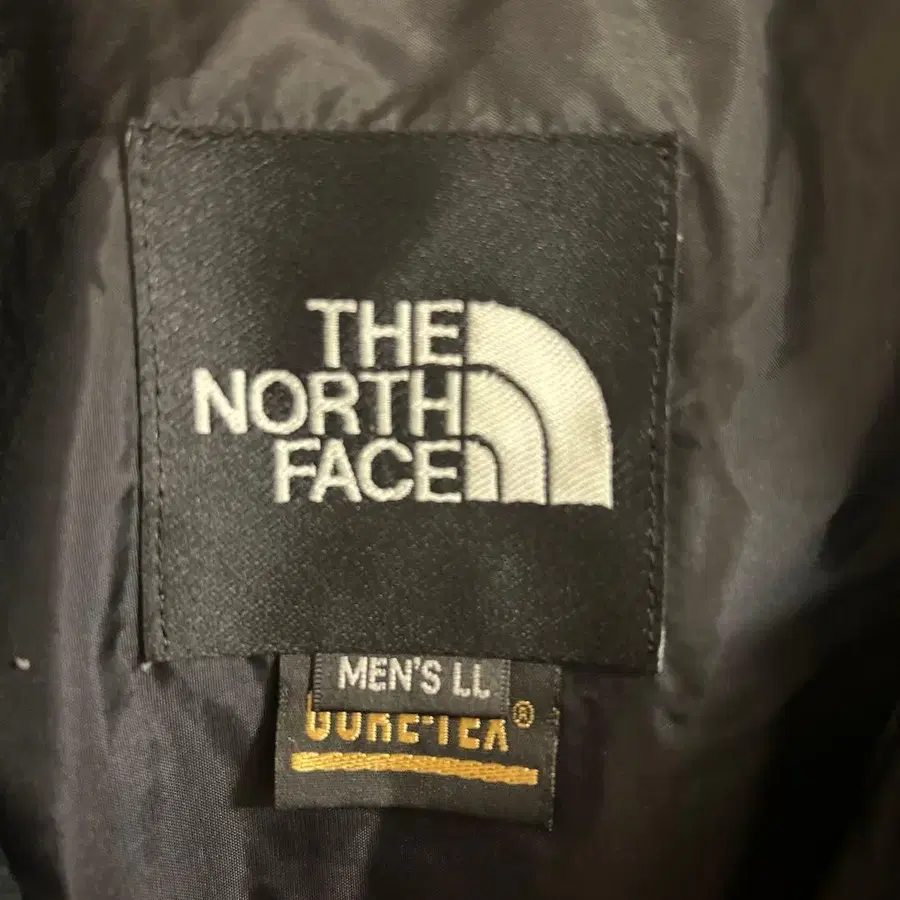 THE
NORTH
FACE
MEN'S LL
GORE-TEX®